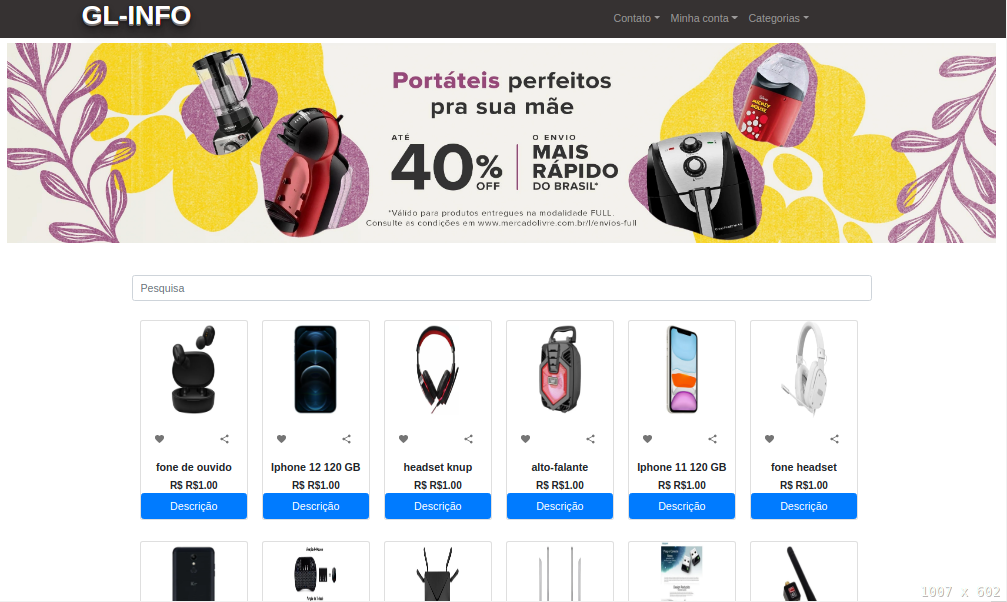 GL-INFO
Contato Minha conta Categorias
Portáteis perfeitos
pra sua mãe
ATÉ
40% OFF
O ENVIO
MAIS
RÁPIDO
DO BRASIL*
*Válido para produtos entregues na modalidade FULL.
Consulte as condições em www.mercadolivre.com.br/l/envios-full
Pesquisa
fone de ouvido
R$ R$1.00
Descrição
Iphone 12 120 GB
R$ R$1.00
Descrição
headset knup
R$ R$1.00
Descrição
alto-falante
R$ R$1.00
Descrição
Iphone 11 120 GB
R$ R$1.00
Descrição
fone headset
R$ R$1.00
Descrição
1007 x 602